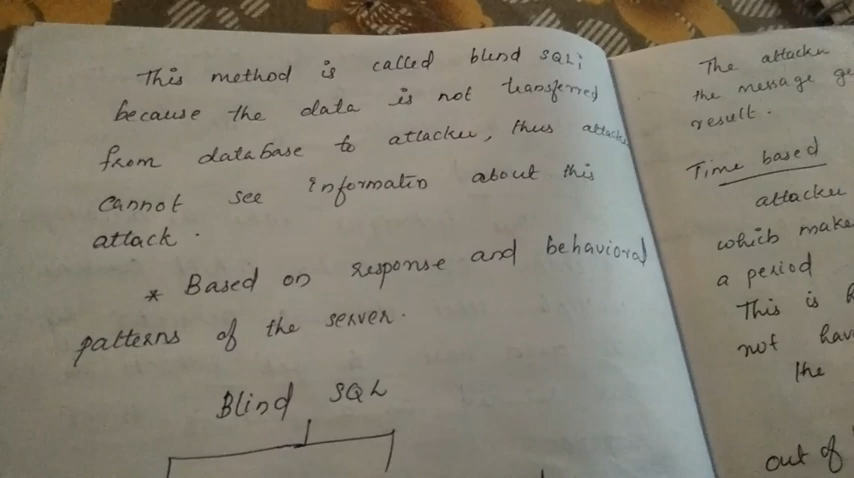 This method is called blind SQLi
because the data is not transferred
from database to attacker, thus attacker
cannot see informatio about this
attack.
* Based on response and behavioral
patterns of the server.
Blind SQL
The attacker
the message ge
result.
Time based
attacker
which make
a period
This is
not hav
the
out of